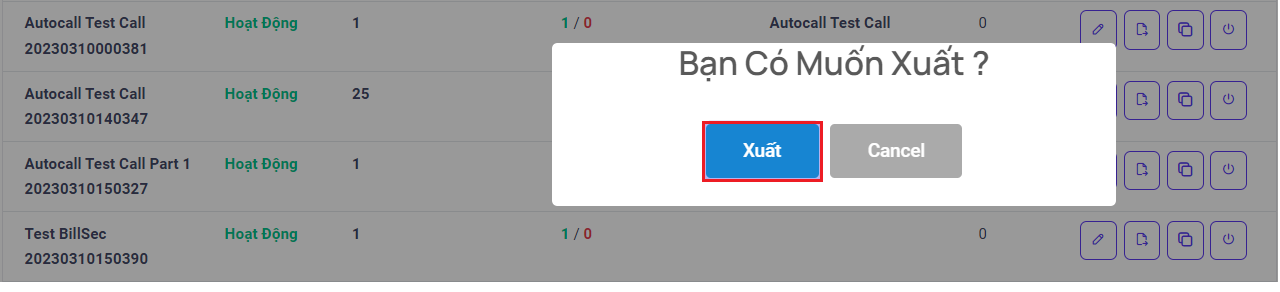 Autocall Test Call Hoạt Động 1 1 / 0 Autocall Test Call 0
20230310000381
Bạn Có Muốn Xuất ?
Autocall Test Call Hoạt Động 25
20230310140347
Xuất Cancel
Autocall Test Call Part 1 Hoạt Động 1
20230310150327
Test BillSec Hoạt Động 1 1 / 0 0
20230310150390